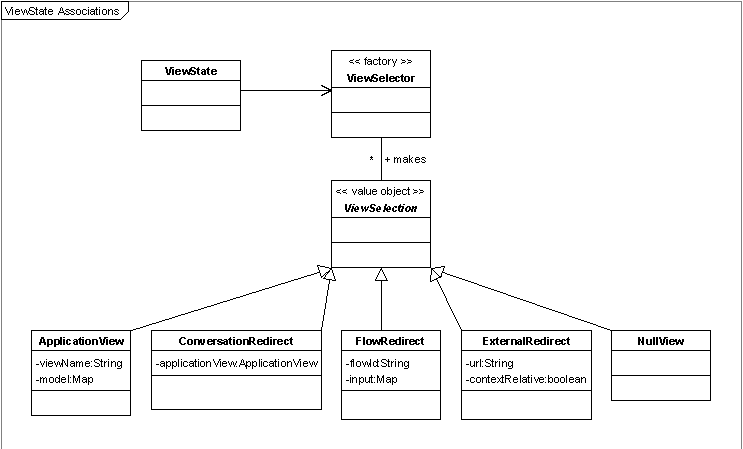 ViewState Associations
<< factory >>
ViewState
ViewSelector
* + makes
<< value object >>
ViewSelection
ApplicationView
-viewName:String
-model:Map
ConversationRedirect
-applicationView:ApplicationView
FlowRedirect
-flowId:String
-input:Map
ExternalRedirect
-url:String
-contextRelative:boolean
NullView